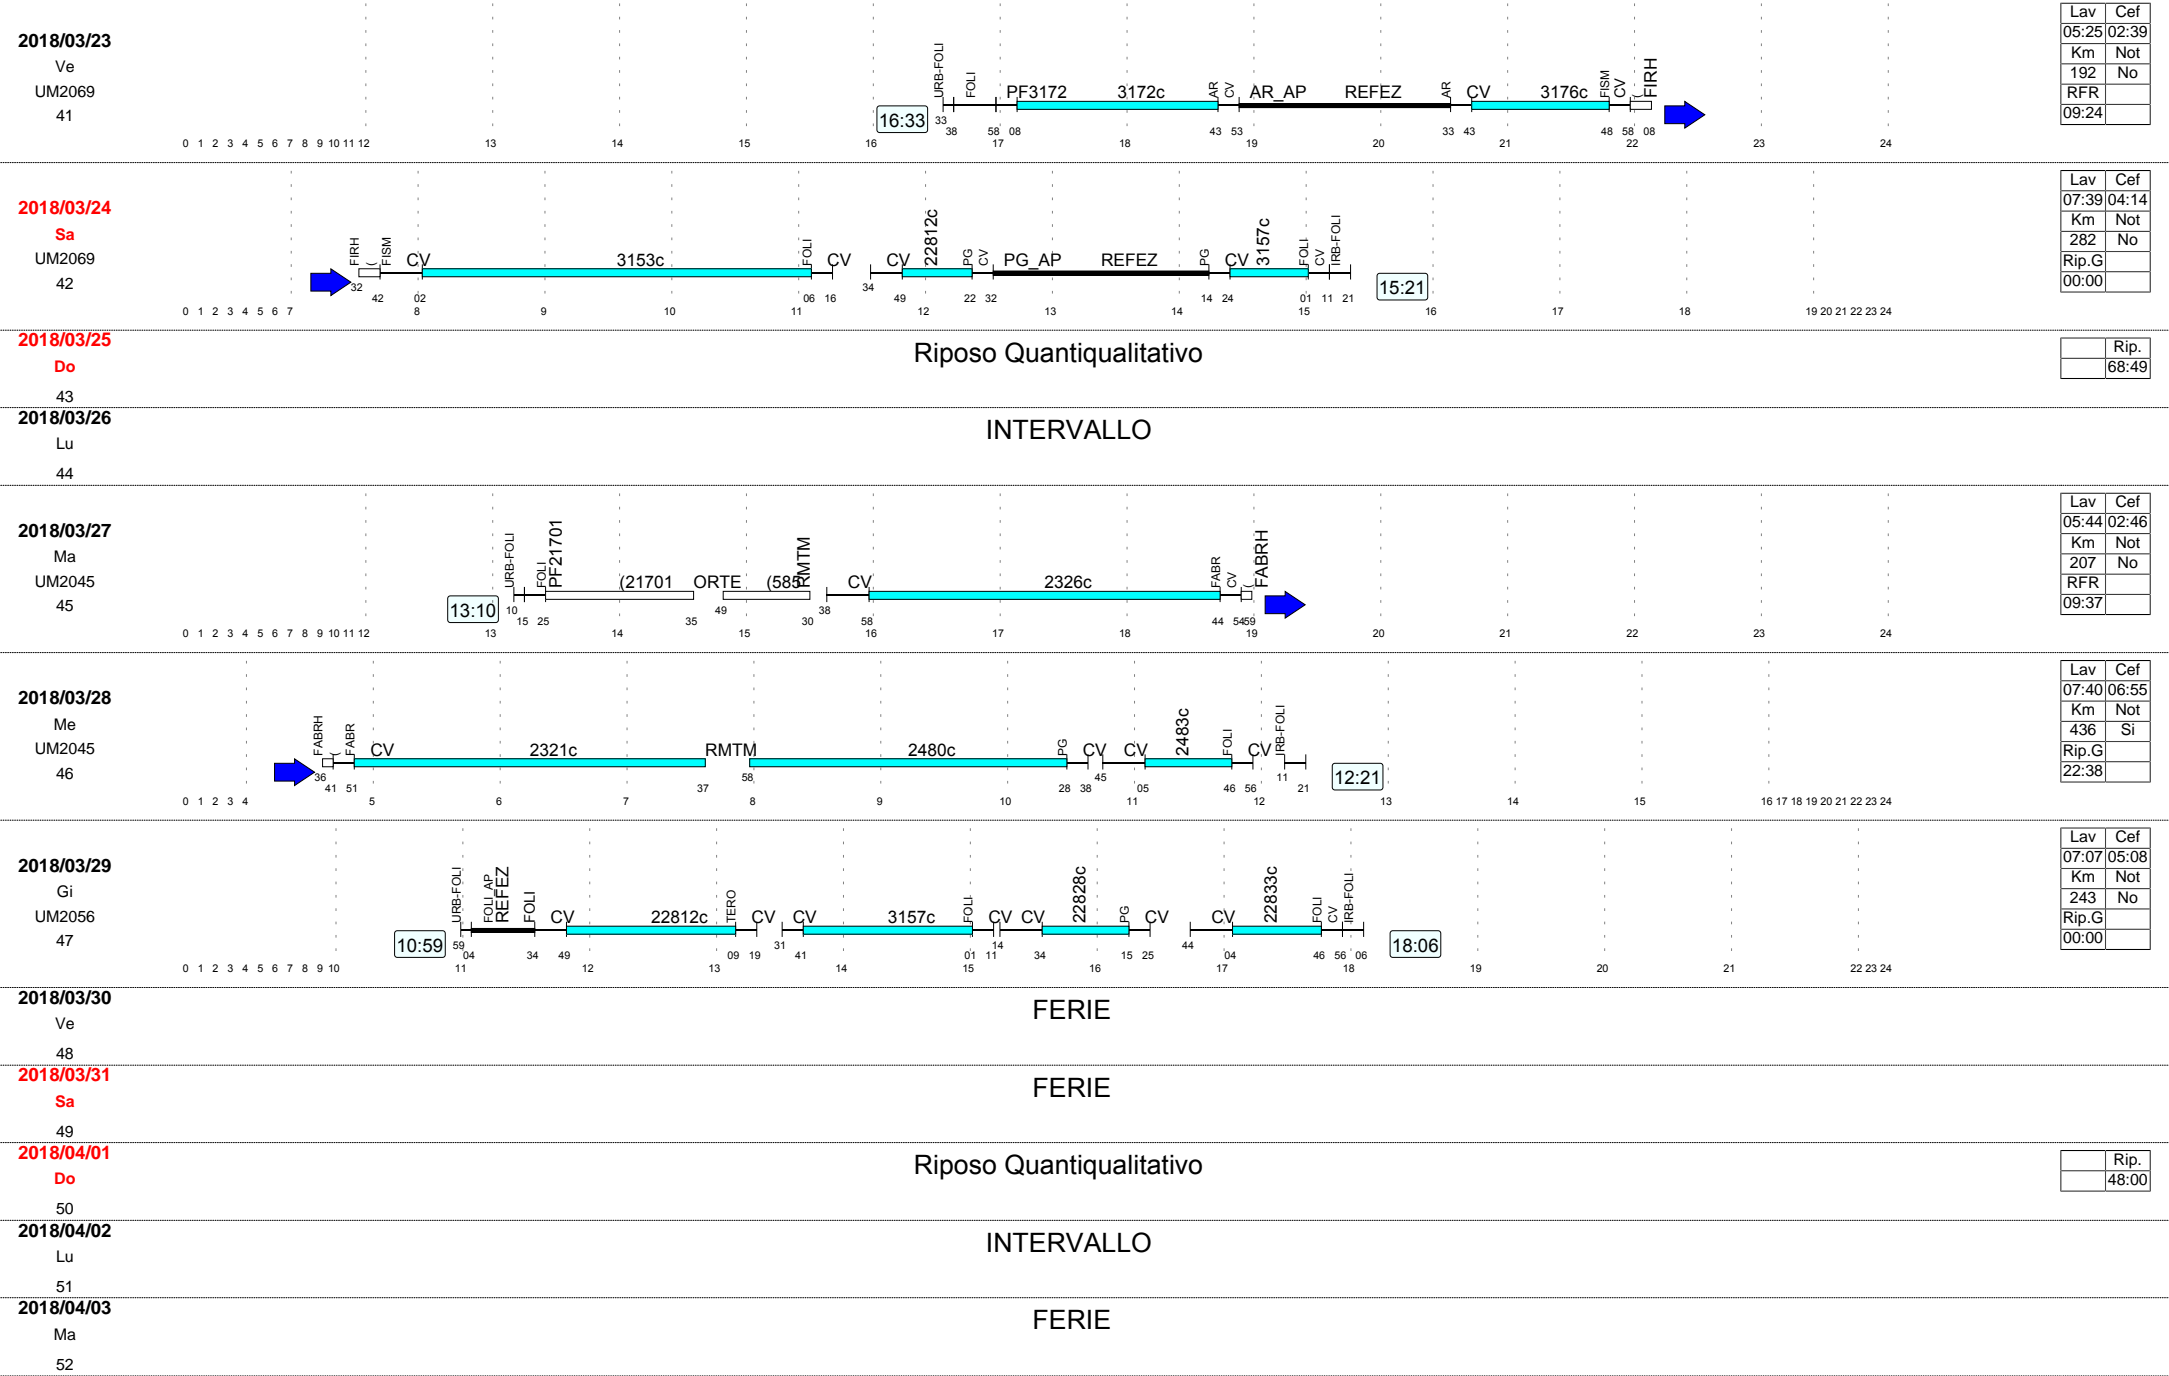 2018/03/23
Ve
UM2069
41
16:33
URB-FOLI
FOLI
PF3172
3172c
AR
CV
AR_AP
REFEZ
AR
CV
3176c
FISM
CV
(
FIRH
33 38 58 08 43 53 33 43 48 58 08
0 1 2 3 4 5 6 7 8 9 10 11 12 13 14 15 16 17 18 19 20 21 22 23 24
Lav Cef
05:25 02:39
Km Not
192 No
RFR
09:24
2018/03/24
Sa
UM2069
42
FIRH
(
FISM
CV
3153c
FOLI
CV
CV
22812c
PG
CV
PG_AP
REFEZ
PG
CV
3157c
FOLI
CV
IRB-FOLI
15:21
32 42 02 06 16 34 49 22 32 14 24 01 11 21
0 1 2 3 4 5 6 7 8 9 10 11 12 13 14 15 16 17 18 19 20 21 22 23 24
Lav Cef
07:39 04:14
Km Not
282 No
Rip.G
00:00
2018/03/25
Do
43
Riposo Quantiqualitativo
Rip.
68:49
2018/03/26
Lu
44
INTERVALLO
2018/03/27
Ma
UM2045
45
13:10
URB-FOLI
FOLI
PF21701
(21701
ORTE
(585
RMTM
CV
2326c
FABR
CV
(
FABRH
10 15 25 35 49 30 38 58 44 54 59
0 1 2 3 4 5 6 7 8 9 10 11 12 13 14 15 16 17 18 19 20 21 22 23 24
Lav Cef
05:44 02:46
Km Not
207 No
RFR
09:37
2018/03/28
Me
UM2045
46
FABRH
(
FABR
CV
2321c
RMTM
2480c
PG
CV
CV
2483c
FOLI
CV
IRB-FOLI
12:21
36 41 51 37 58 28 38 45 05 46 56 11 21
0 1 2 3 4 5 6 7 8 9 10 11 12 13 14 15 16 17 18 19 20 21 22 23 24
Lav Cef
07:40 06:55
Km Not
436 Si
Rip.G
22:38
2018/03/29
Gi
UM2056
47
10:59
URB-FOLI
FOLI_AP
REFEZ
FOLI
CV
22812c
TERO
CV
CV
3157c
FOLI
CV
CV
22828c
PG
CV
CV
22833c
FOLI
CV
IRB-FOLI
18:06
59 04 34 49 09 19 31 41 01 11 14 34 15 25 44 04 46 56 06
0 1 2 3 4 5 6 7 8 9 10 11 12 13 14 15 16 17 18 19 20 21 22 23 24
Lav Cef
07:07 05:08
Km Not
243 No
Rip.G
00:00
2018/03/30
Ve
48
FERIE
2018/03/31
Sa
49
FERIE
2018/04/01
Do
50
Riposo Quantiqualitativo
Rip.
48:00
2018/04/02
Lu
51
INTERVALLO
2018/04/03
Ma
52
FERIE